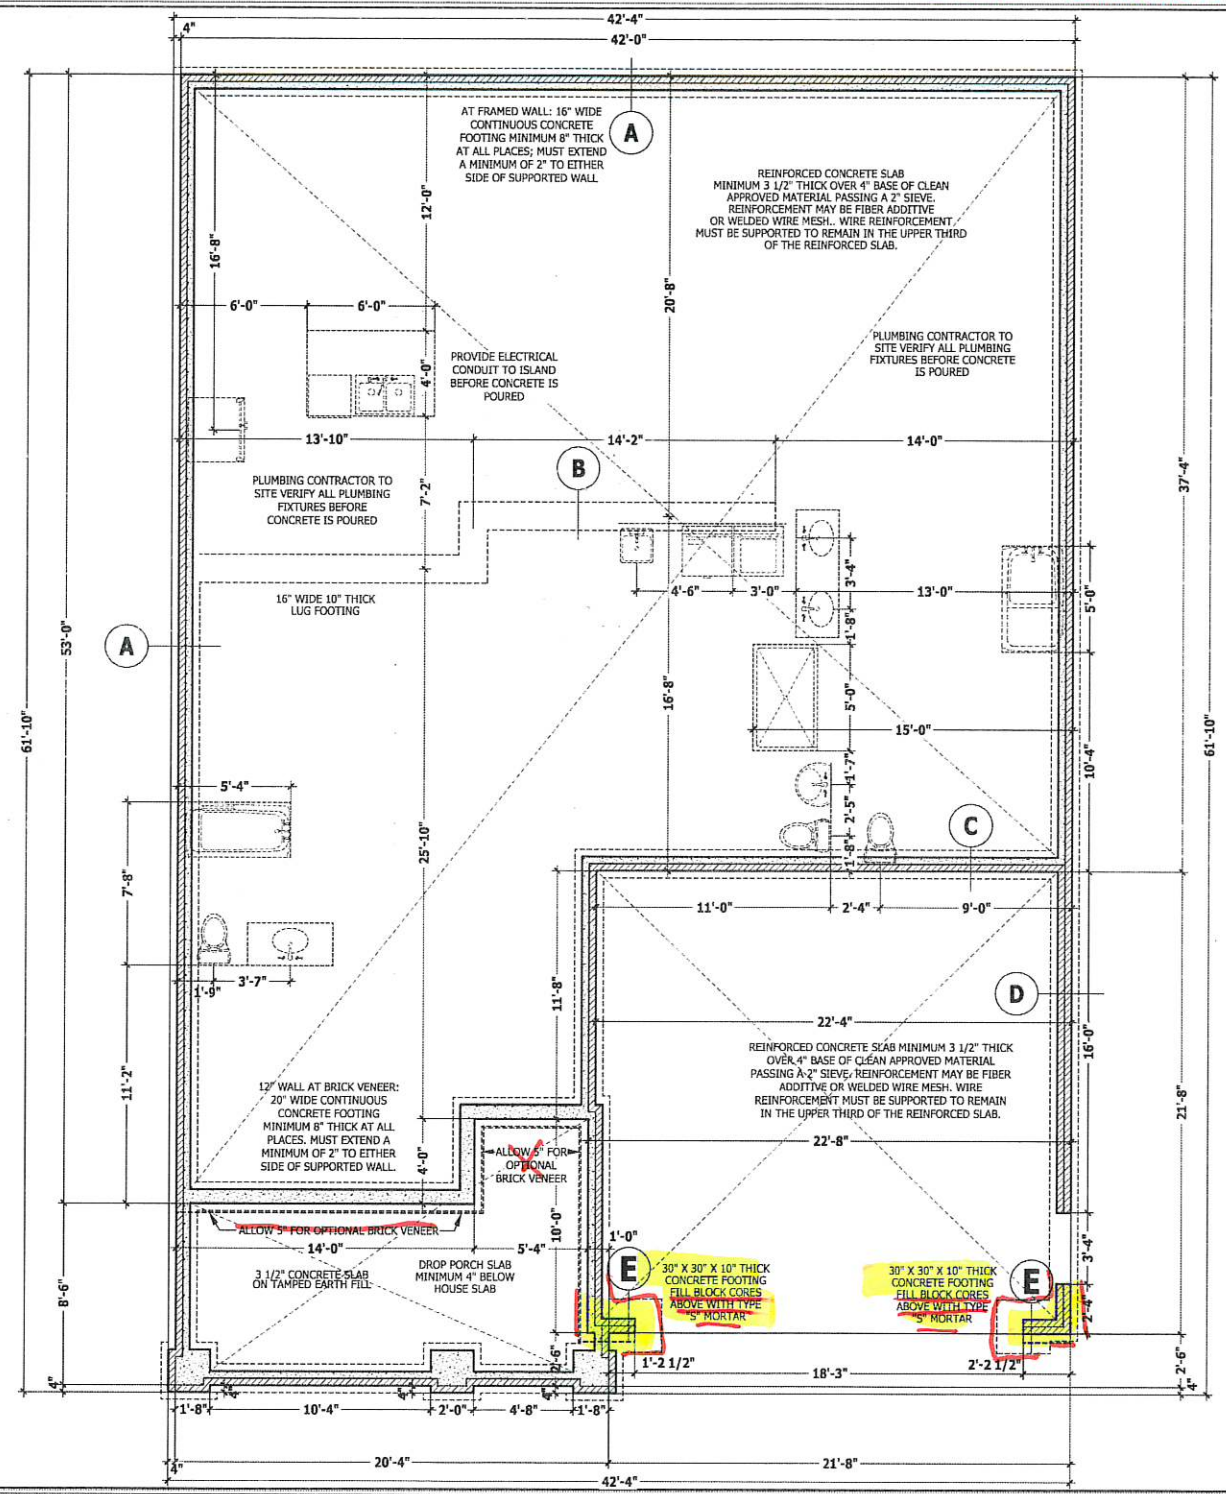 42'-4"
4"
42'-0"
AT FRAMED WALL: 16" WIDE
CONTINUOUS CONCRETE
FOOTING MINIMUM 8" THICK
AT ALL PLACES; MUST EXTEND
A MINIMUM OF 2" TO EITHER
SIDE OF SUPPORTED WALL
A
REINFORCED CONCRETE SLAB
MINIMUM 3 1/2" THICK OVER 4" BASE OF CLEAN
APPROVED MATERIAL PASSING A 2" SIEVE.
REINFORCEMENT MAY BE FIBER ADDITIVE
OR WELDED WIRE MESH.. WIRE REINFORCEMENT
MUST BE SUPPORTED TO REMAIN IN THE UPPER THIRD
OF THE REINFORCED SLAB.
12'-0"
16'-8"
20'-8"
6'-0"
6'-0"
PROVIDE ELECTRICAL
CONDUIT TO ISLAND
BEFORE CONCRETE IS
POURED
4'-0"
PLUMBING CONTRACTOR TO
SITE VERIFY ALL PLUMBING
FIXTURES BEFORE CONCRETE
IS POURED
13'-10"
14'-2"
14'-0"
B
37'-4"
PLUMBING CONTRACTOR TO
SITE VERIFY ALL PLUMBING
FIXTURES BEFORE
CONCRETE IS POURED
7'-2"
16" WIDE 10" THICK
LUG FOOTING
4'-6"
3'-0"
3'-4"
13'-0"
5'-0"
1'-8"
53'-0"
A
16'-8"
5'-0"
61'-10"
15'-0"
61'-10"
10'-4"
5'-4"
1'-7"
2'-5"
C
1'-8"
25'-10"
7'-8"
11'-0"
2'-4"
9'-0"
3'-7"
1'-9"
11'-8"
D
22'-4"
16'-0"
REINFORCED CONCRETE SLAB MINIMUM 3 1/2" THICK
OVER 4" BASE OF CLEAN APPROVED MATERIAL
PASSING A 2" SIEVE. REINFORCEMENT MAY BE FIBER
ADDITIVE OR WELDED WIRE MESH. WIRE
REINFORCEMENT MUST BE SUPPORTED TO REMAIN
IN THE UPPER THIRD OF THE REINFORCED SLAB.
11'-2"
12" WALL AT BRICK VENEER:
20" WIDE CONTINUOUS
CONCRETE FOOTING
MINIMUM 8" THICK AT ALL
PLACES. MUST EXTEND A
MINIMUM OF 2" TO EITHER
SIDE OF SUPPORTED WALL.
21'-8"
22'-8"
4'-0"
ALLOW 5" FOR
OPTIONAL
BRICK VENEER
10'-0"
ALLOW 5" FOR OPTIONAL BRICK VENEER
14'-0"
5'-4"
1'-0"
3'-4"
3 1/2" CONCRETE SLAB
ON TAMPED EARTH FILL
DROP PORCH SLAB
MINIMUM 4" BELOW
HOUSE SLAB
E
30" X 30" X 10" THICK
CONCRETE FOOTING
FILL BLOCK CORES
ABOVE WITH TYPE
"S" MORTAR
30" X 30" X 10" THICK
CONCRETE FOOTING
FILL BLOCK CORES
ABOVE WITH TYPE
"S" MORTAR
E
8'-6"
2'-4"
2'-6"
1'-2 1/2"
18'-3"
2'-2 1/2"
2'-6"
4"
4"
4"
4"
4"
1'-8"
10'-4"
2'-0"
4'-8"
1'-8"
4"
20'-4"
21'-8"
42'-4"